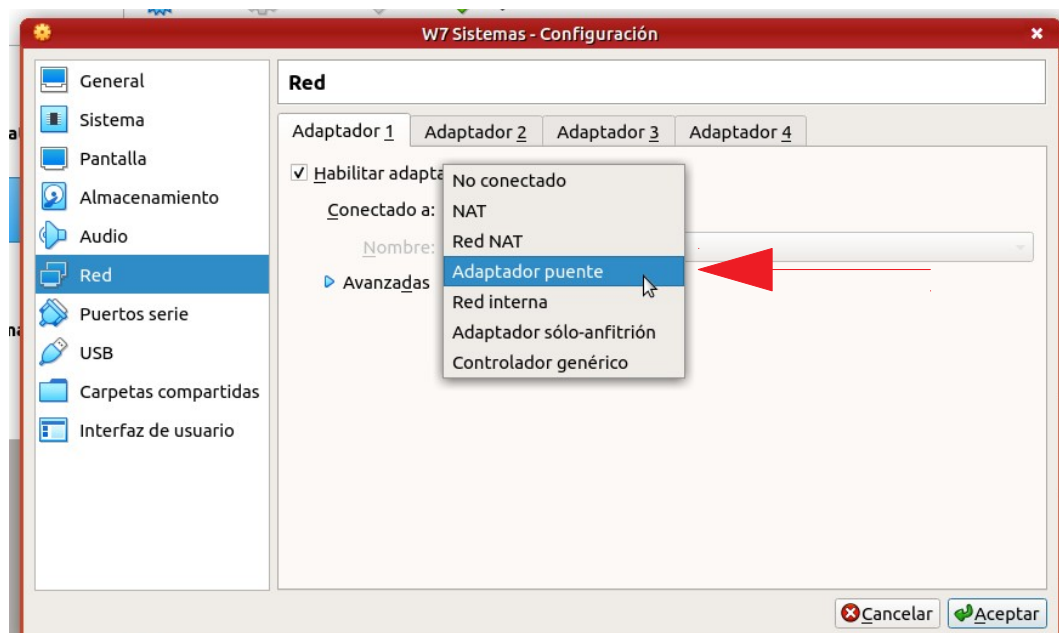 W7 Sistemas - Configuración
General
Sistema
Pantalla
Almacenamiento
Audio
Red
Puertos serie
USB
Carpetas compartidas
Interfaz de usuario
Red
Adaptador 1
Adaptador 2
Adaptador 3
Adaptador 4
Habilitar adapta
Conectado a:
Nombre:
Avanzadas
No conectado
NAT
Red NAT
Adaptador puente
Red interna
Adaptador sólo-anfitrión
Controlador genérico
Cancelar
Aceptar